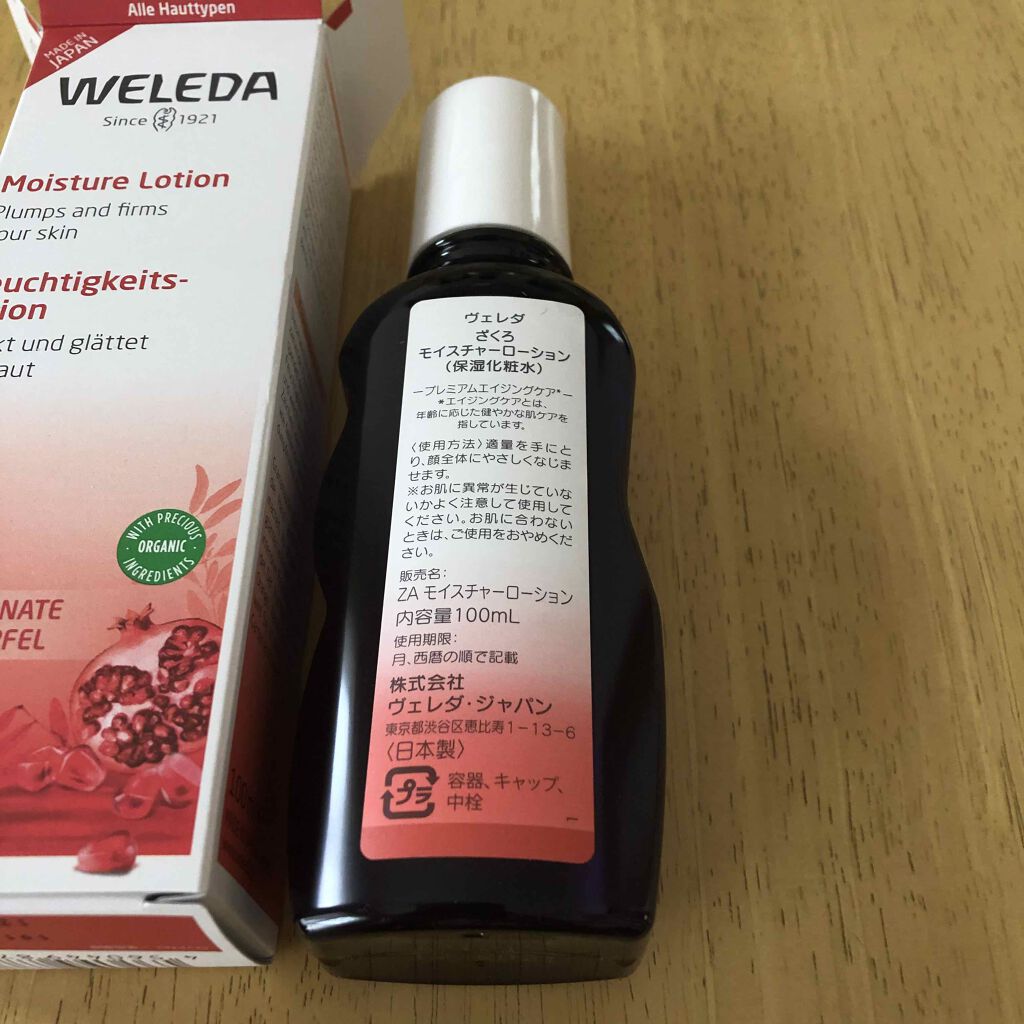 Alle Hauttypen
MADE IN
JAPAN
WELEDA
Since 1921
Moisture Lotion
Plumps and firms
our skin
euchtigkeits-
tion
kt und glättet
aut
WITH PRECIOUS
ORGANIC
INGREDIENTS
NATE
PFEL
ヴェレダ
ざくろ
モイスチャーローション
（保湿化粧水）
ープレミアムエイジングケア*ー
*エイジングケアとは、
年齢に応じた健やかな肌ケアを
指しています。
〈使用方法〉適量を手にと
り、顔全体にやさしくなじま
せます。
※お肌に異常が生じていな
いかよく注意して使用して
ください。お肌に合わない
ときは、ご使用をおやめくだ
さい。
販売名：
ZA モイスチャーローション
内容量100mL
使用期限：
月、西暦の順で記載
株式会社
ヴェレダ・ジャパン
東京都渋谷区恵比寿1－13－6
〈日本製〉
プラ
容器、キャップ、
中栓